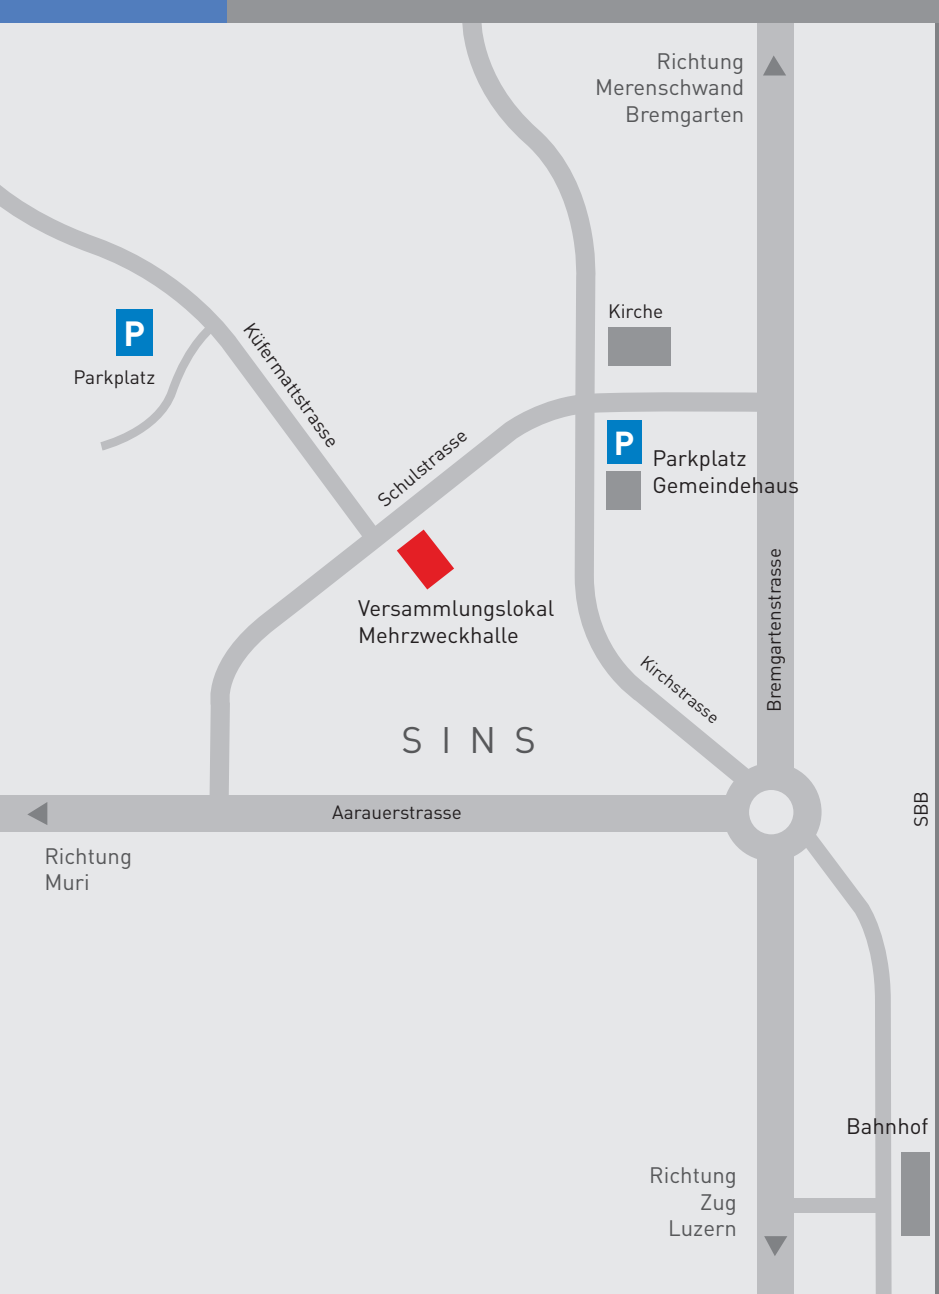 Richtung
Merenschwand
Bremgarten
Kirche
P
Parkplatz
Küfermattstrasse
Schulstrasse
P
Parkplatz
Gemeindehaus
Versammlungslokal
Mehrzweckhalle
Bremgartenstrasse
Kirchstrasse
SINS
Aarauerstrasse
SBB
Richtung
Muri
Bahnhof
Richtung
Zug
Luzern